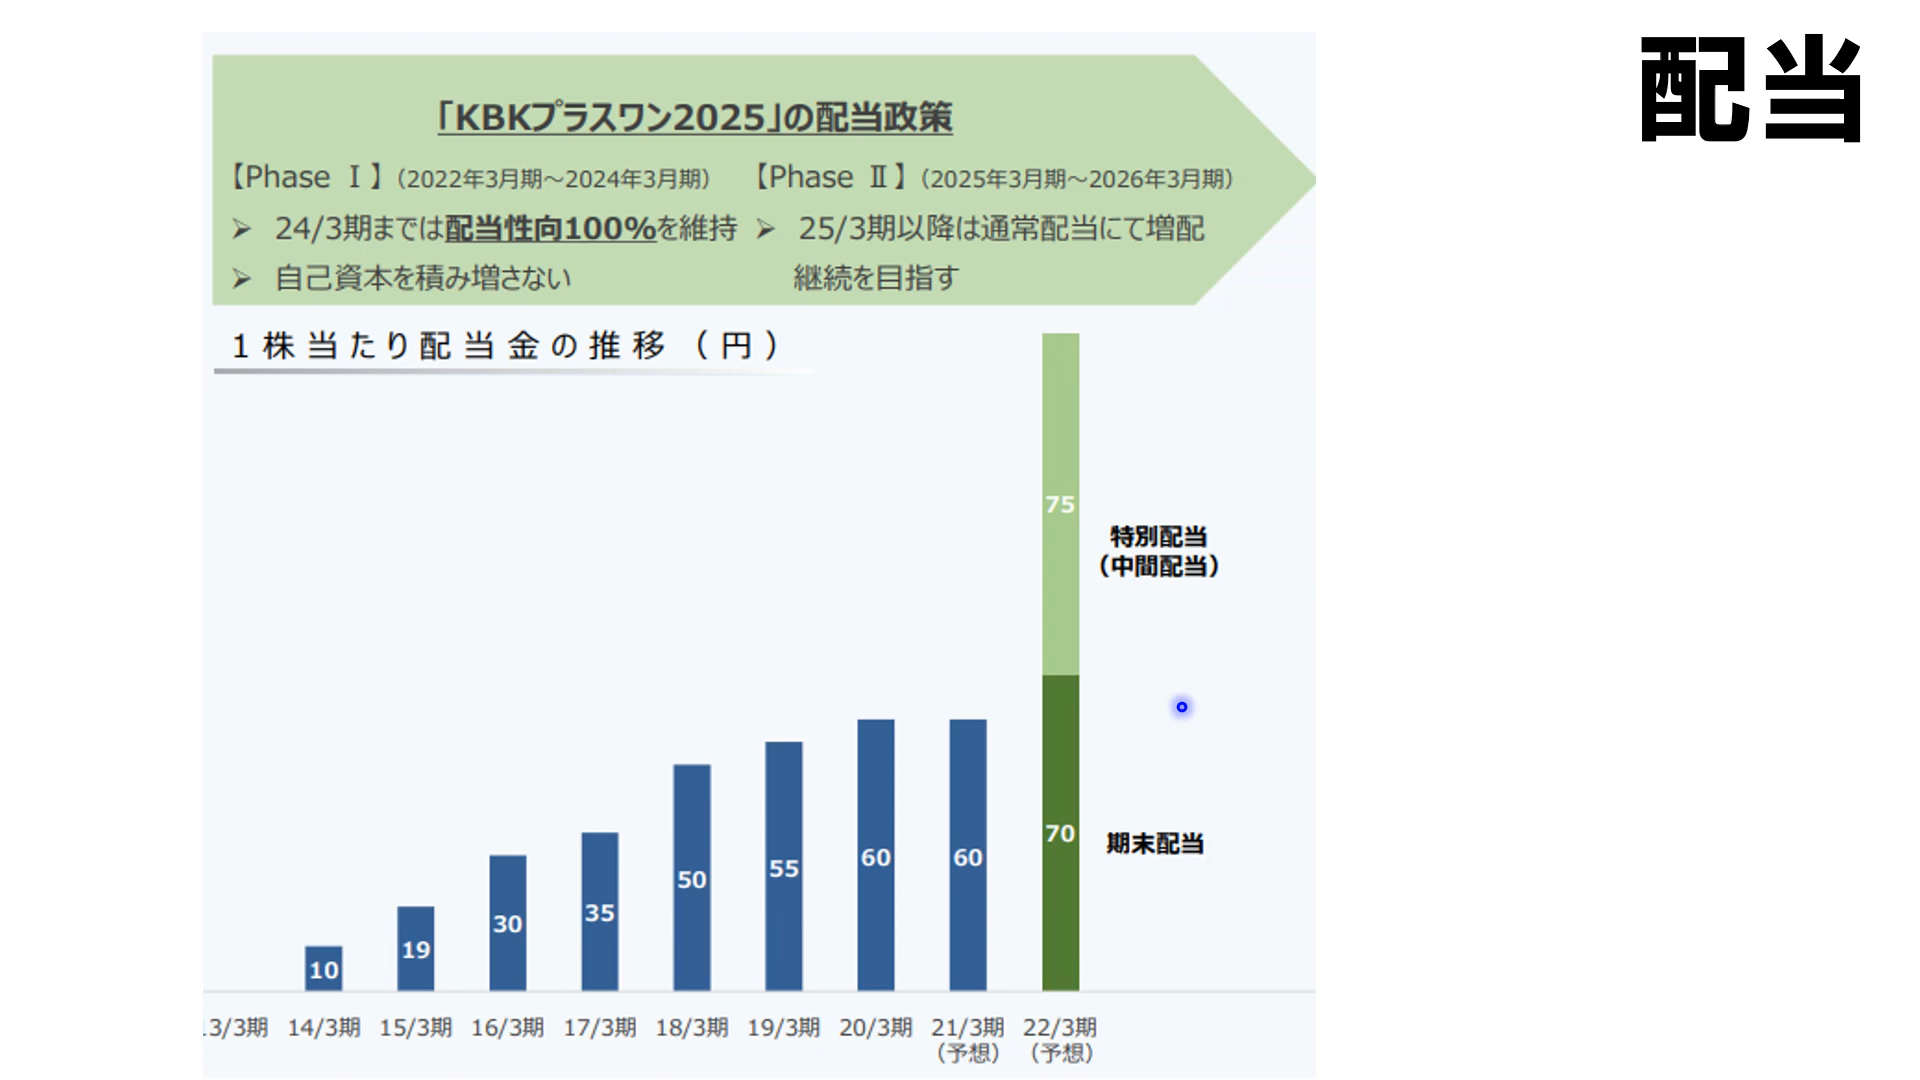 配当
「KBKプラスワン2025」の配当政策
【Phase Ⅰ】（2022年3月期～2024年3月期）
➢ 24/3期までは配当性向100%を維持
➢ 自己資本を積み増さない
【Phase Ⅱ】（2025年3月期～2026年3月期）
➢ 25/3期以降は通常配当にて増配
継続を目指す
1株当たり配当金の推移（円）
75
特別配当
（中間配当）
70
期末配当
10
19
30
35
50
55
60
60
3/3期
14/3期
15/3期
16/3期
17/3期
18/3期
19/3期
20/3期
21/3期
（予想）
22/3期
（予想）